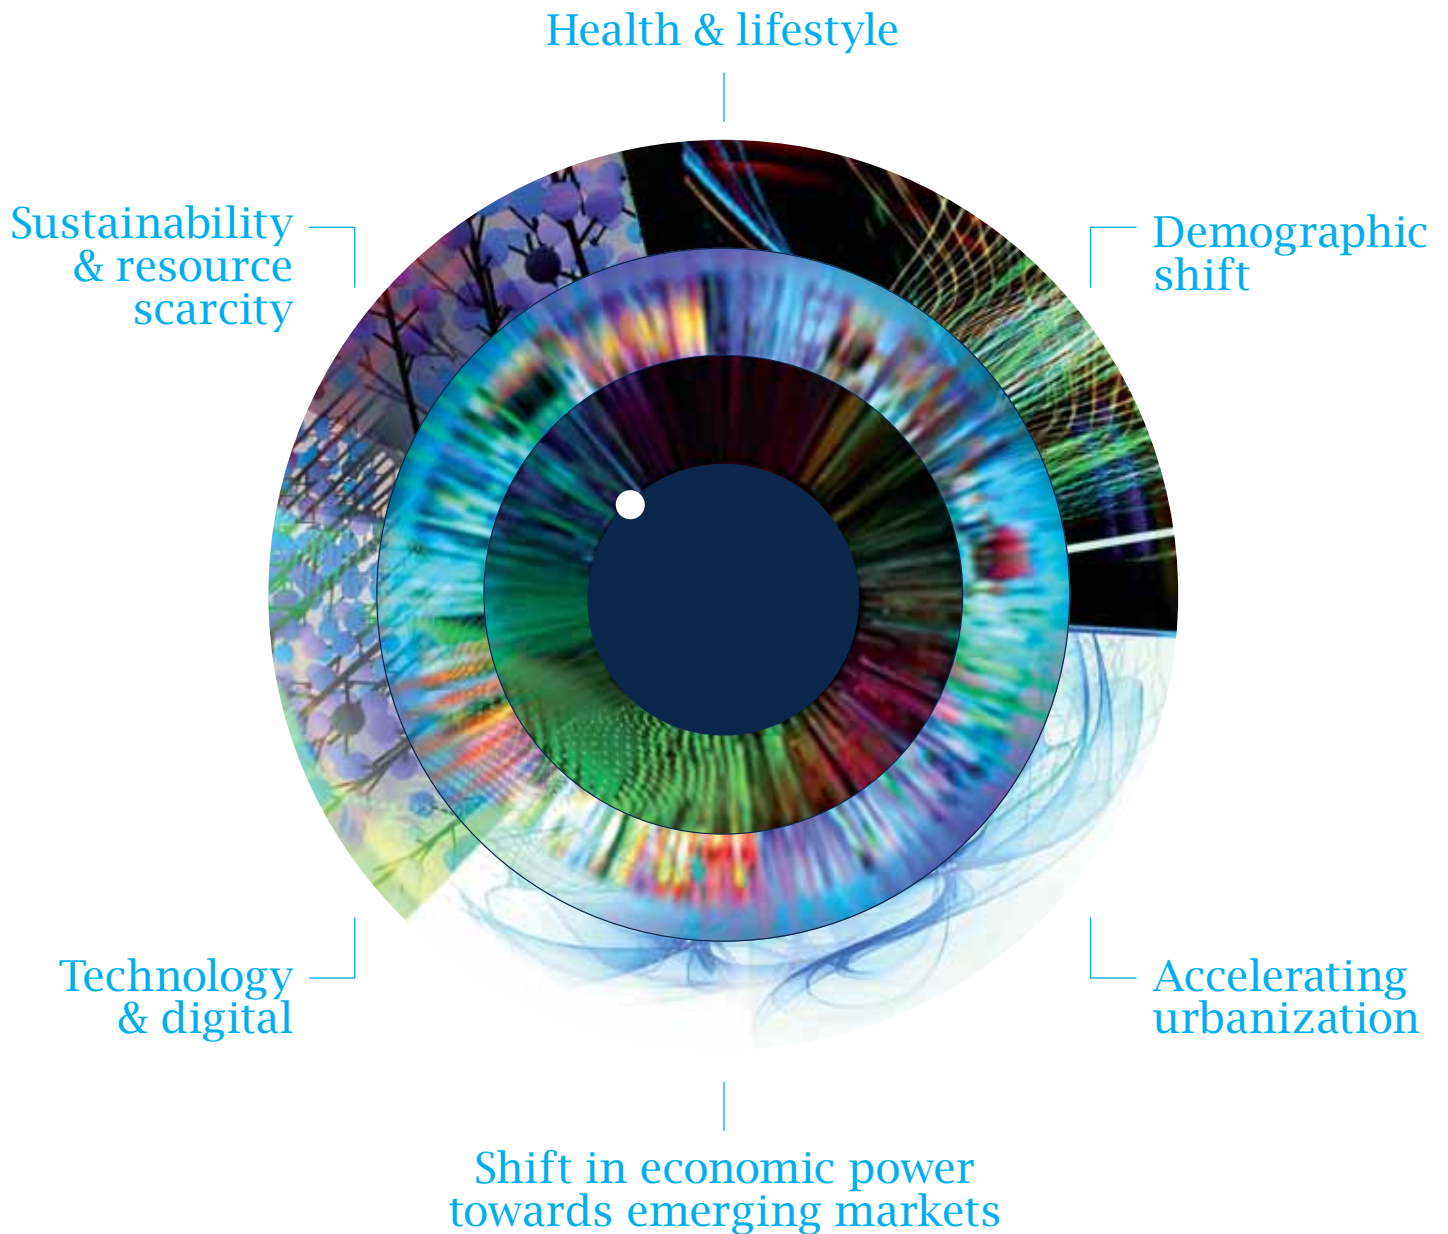 Health & lifestyle
Sustainability
& resource
scarcity
Demographic
shift
Technology
& digital
Accelerating
urbanization
Shift in economic power
towards emerging markets